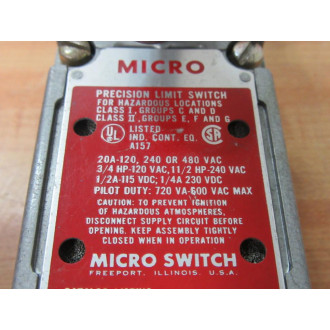 MICRO
PRECISION LIMIT SWITCH
FOR HAZARDOUS LOCATIONS
CLASS I, GROUPS C AND D
CLASS II, GROUPS E, F AND G
UL LISTED SA
IND. CONT. EQ.
A157
20A-120, 240 OR 480 VAC
3/4 HP-120 VAC, 1 1/2 HP-240 VAC
1/2A-115 VDC; 1/4A 230 VDC
PILOT DUTY: 720 VA-600 VAC MAX
CAUTION: TO PREVENT IGNITION
OF HAZARDOUS ATMOSPHERES,
DISCONNECT SUPPLY CIRCUIT BEFORE
OPENING. KEEP ASSEMBLY TIGHTLY
CLOSED WHEN IN OPERATION
MICRO SWITCH
FREEPORT, ILLINOIS, U.S.A.